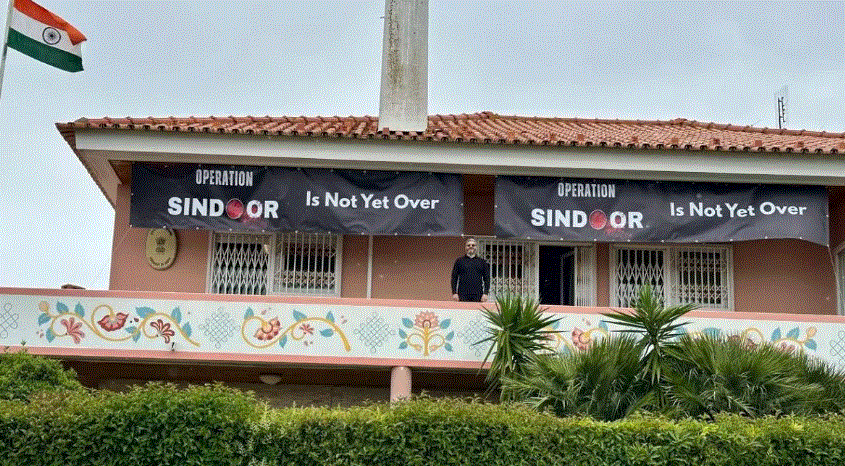 OPERATION
SINDOOR Is Not Yet Over
OPERATION
SINDOOR Is Not Yet Over